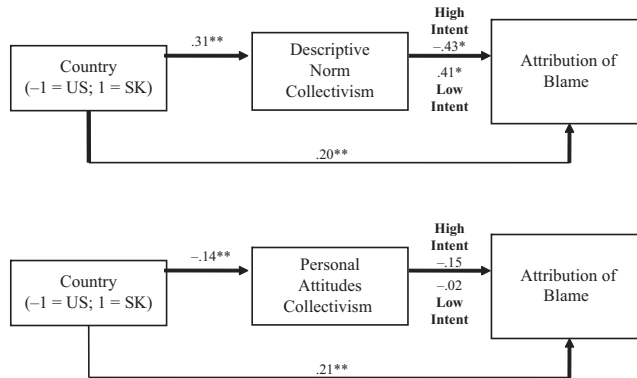 High
Intent
.31**
Descriptive
Norm
Collectivism
–.43*
Country
(–1 = US; 1 = SK)
Attribution of
Blame
.41*
Low
Intent
.20**
High
Intent
–.14**
Personal
Attitudes
Collectivism
–.15
Country
(–1 = US; 1 = SK)
Attribution of
Blame
–.02
Low
Intent
.21**